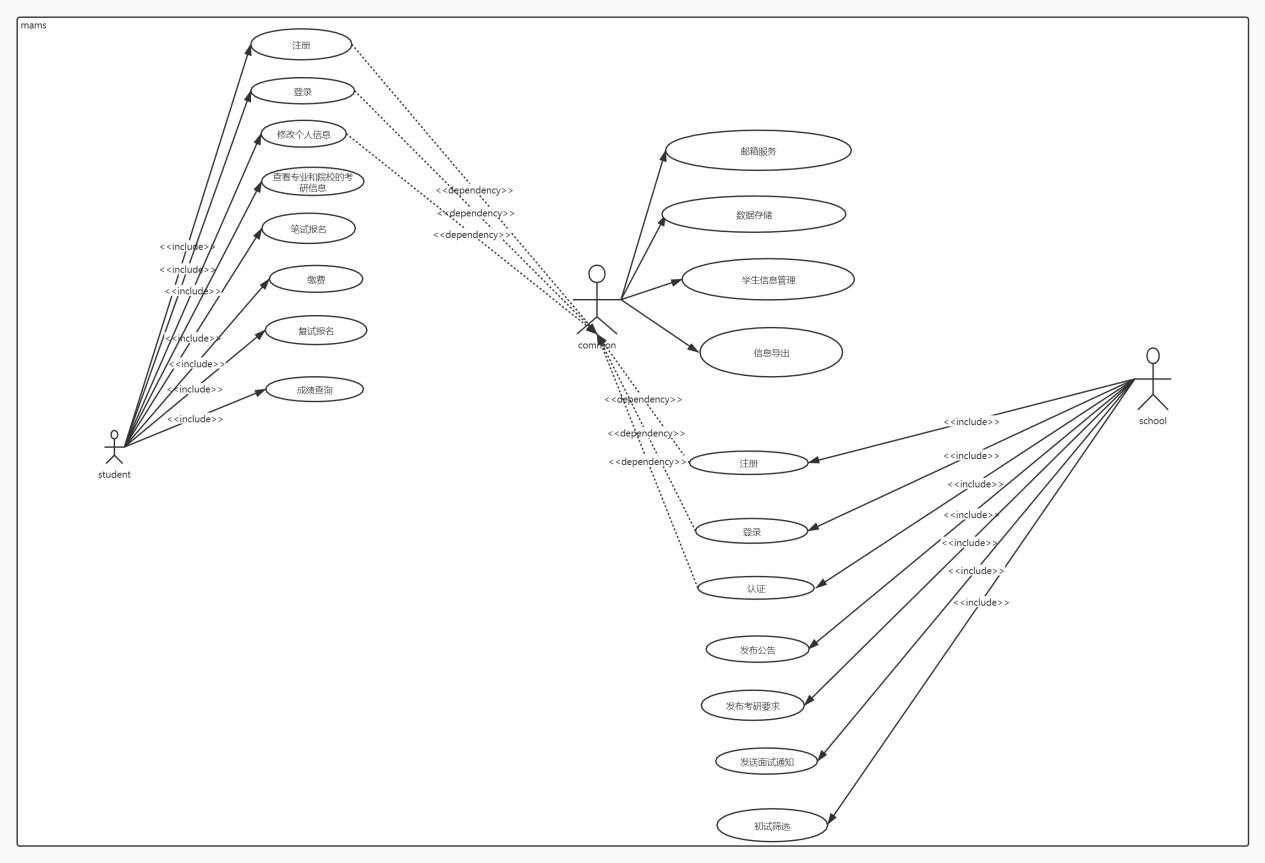 mams
注册
登录
修改个人信息
查看专业和院校的考
研信息
笔试报名
缴费
复试报名
成绩查询
<<include>>
<<include>>
<<include>>
<<include>>
<<include>>
<<include>>
<<include>>
student
<<dependency>>
<<dependency>>
<<dependency>>
common
邮箱服务
数据存储
学生信息管理
信息导出
<<dependency>>
<<dependency>>
<<dependency>>
注册
登录
认证
发布公告
发布考研要求
发送面试通知
初试筛选
<<include>>
<<include>>
<<include>>
<<include>>
<<include>>
<<include>>
<<include>>
school